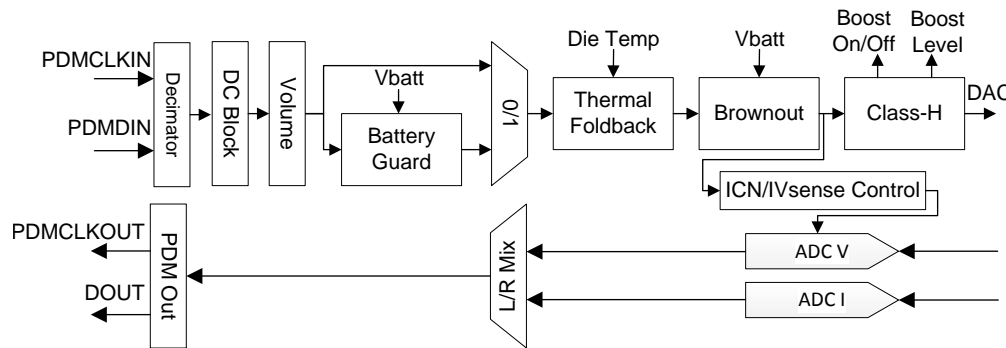 PDMCLKIN
PDMDIN
Decimator
DC Block
Volume
Vbatt
Battery
Guard
0/1
Die Temp
Thermal
Foldback
Vbatt
Brownout
Boost
On/Off
Boost
Level
Class-H
DAC
ICN/IVsense Control
PDMCLKOUT
DOUT
PDM Out
L/R Mix
ADC V
ADC I